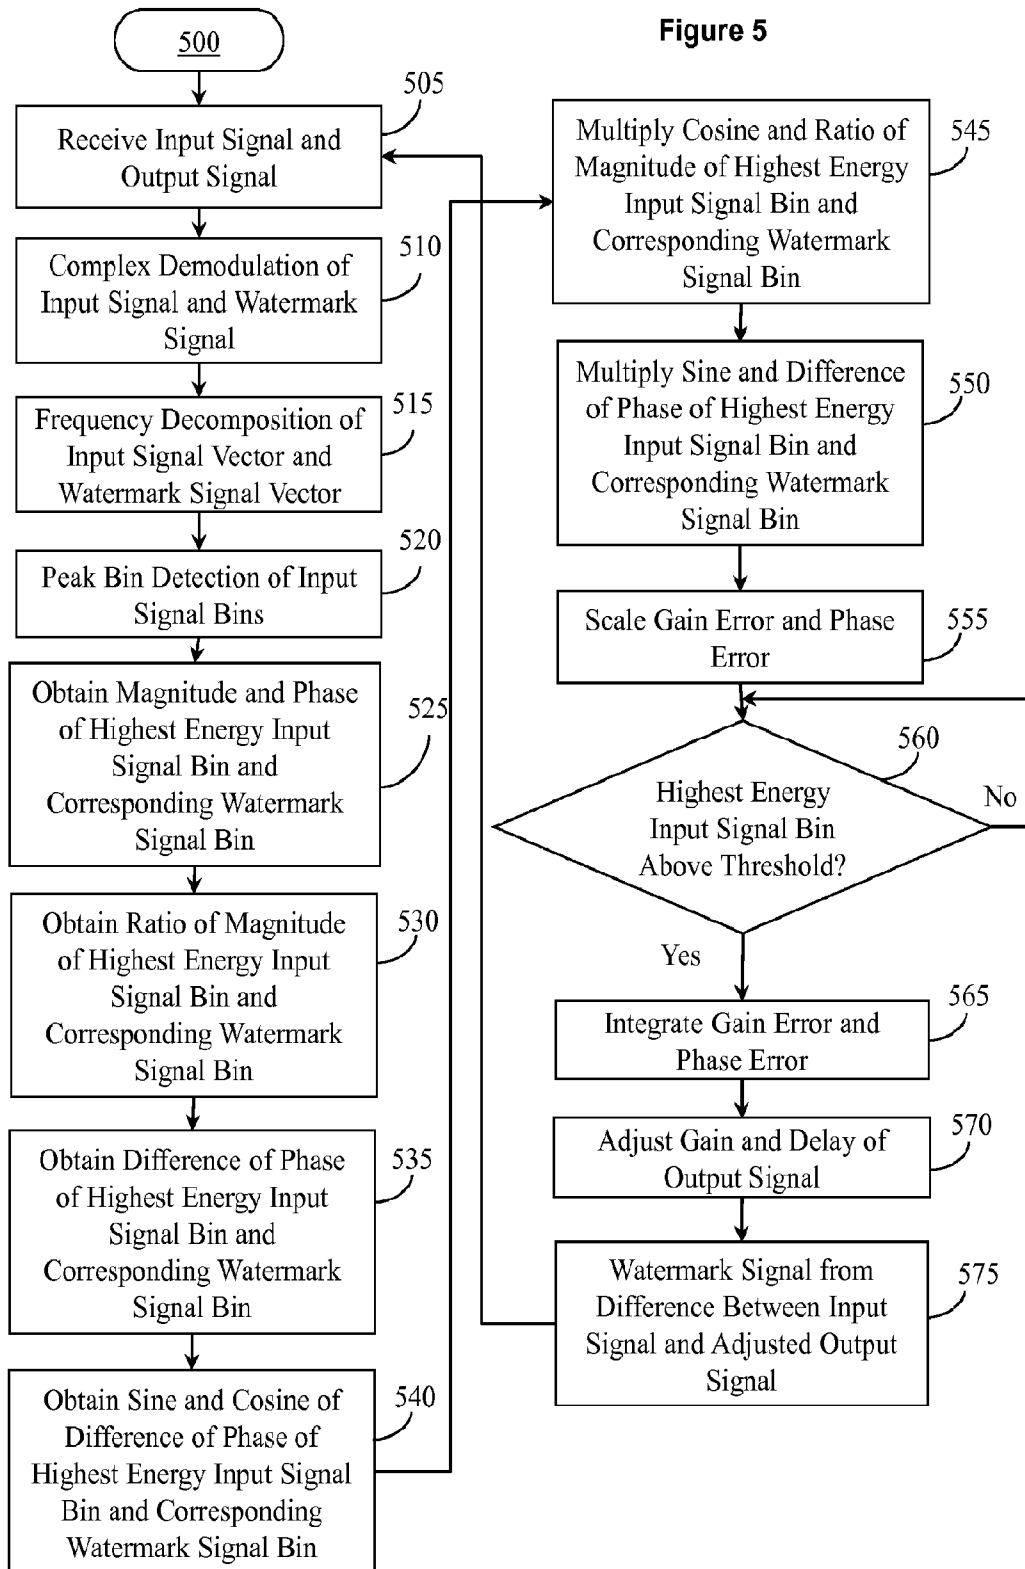 Figure 5
500
505
Receive Input Signal and
Output Signal
510
Complex Demodulation of
Input Signal and Watermark
Signal
515
Frequency Decomposition of
Input Signal Vector and
Watermark Signal Vector
520
Peak Bin Detection of Input
Signal Bins
525
Obtain Magnitude and Phase
of Highest Energy Input
Signal Bin and
Corresponding Watermark
Signal Bin
530
Obtain Ratio of Magnitude
of Highest Energy Input
Signal Bin and
Corresponding Watermark
Signal Bin
535
Obtain Difference of Phase
of Highest Energy Input
Signal Bin and
Corresponding Watermark
Signal Bin
540
Obtain Sine and Cosine of
Difference of Phase of
Highest Energy Input Signal
Bin and Corresponding
Watermark Signal Bin
545
Multiply Cosine and Ratio of
Magnitude of Highest Energy
Input Signal Bin and
Corresponding Watermark
Signal Bin
550
Multiply Sine and Difference
of Phase of Highest Energy
Input Signal Bin and
Corresponding Watermark
Signal Bin
555
Scale Gain Error and Phase
Error
560
Highest Energy
Input Signal Bin
Above Threshold?
No
Yes
565
Integrate Gain Error and
Phase Error
570
Adjust Gain and Delay of
Output Signal
575
Watermark Signal from
Difference Between Input
Signal and Adjusted Output
Signal